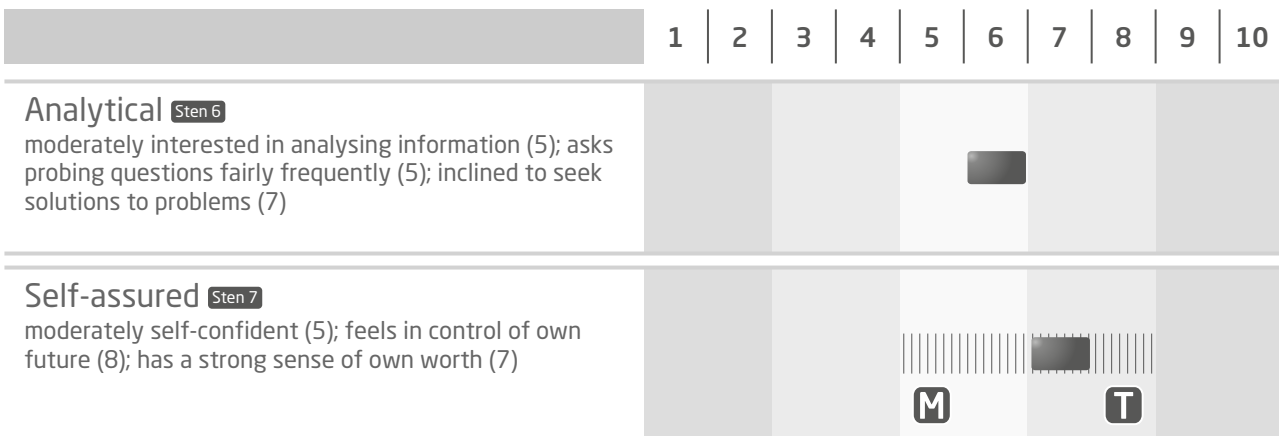 1 2 3 4 5 6 7 8 9 10
Analytical Sten 6
moderately interested in analysing information (5); asks
probing questions fairly frequently (5); inclined to seek
solutions to problems (7)
Self-assured Sten 7
moderately self-confident (5); feels in control of own
future (8); has a strong sense of own worth (7)
M T